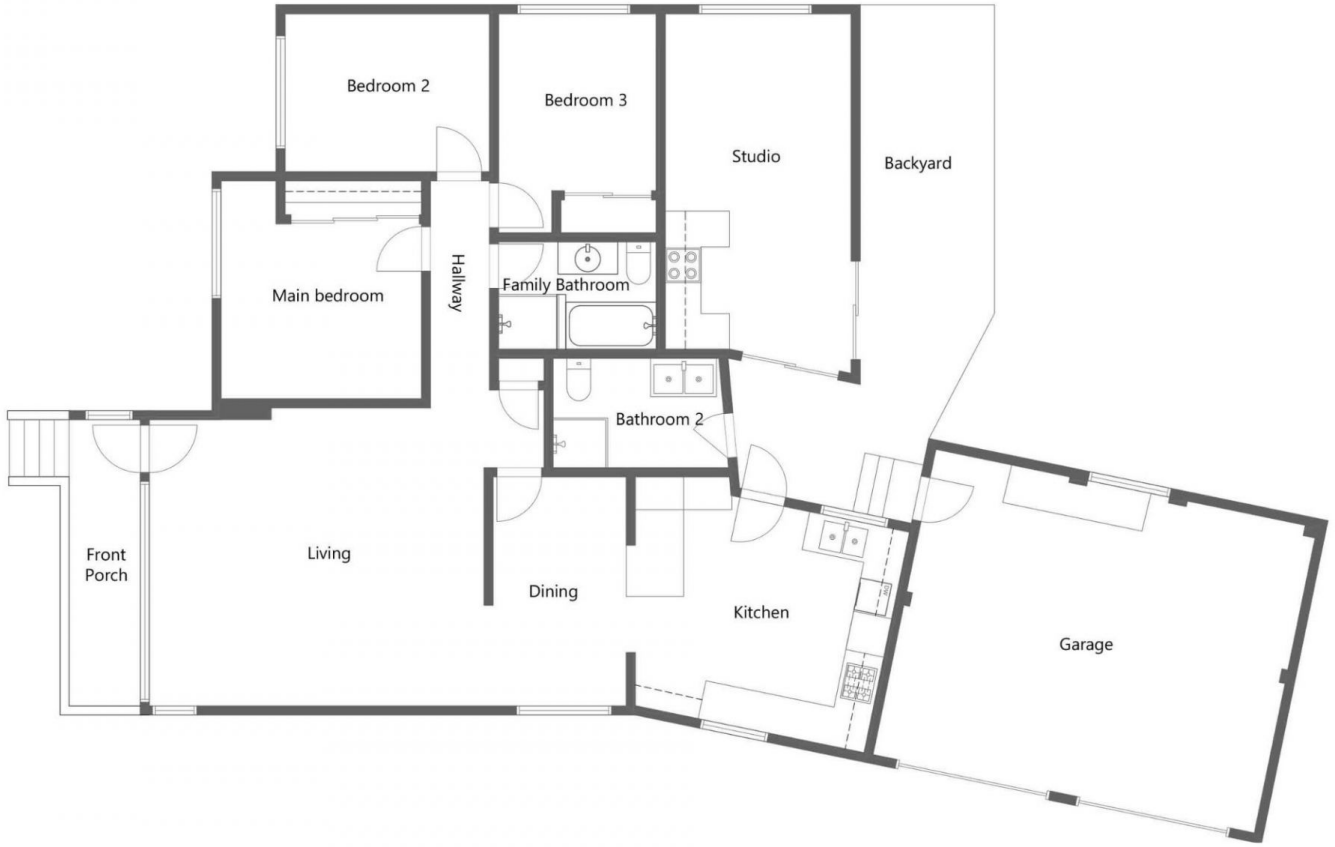 Bedroom 2
Bedroom 3
Studio
Backyard
Main bedroom
Hallway
Family Bathroom
Bathroom 2
Front
Porch
Living
Dining
Kitchen
DW
Garage